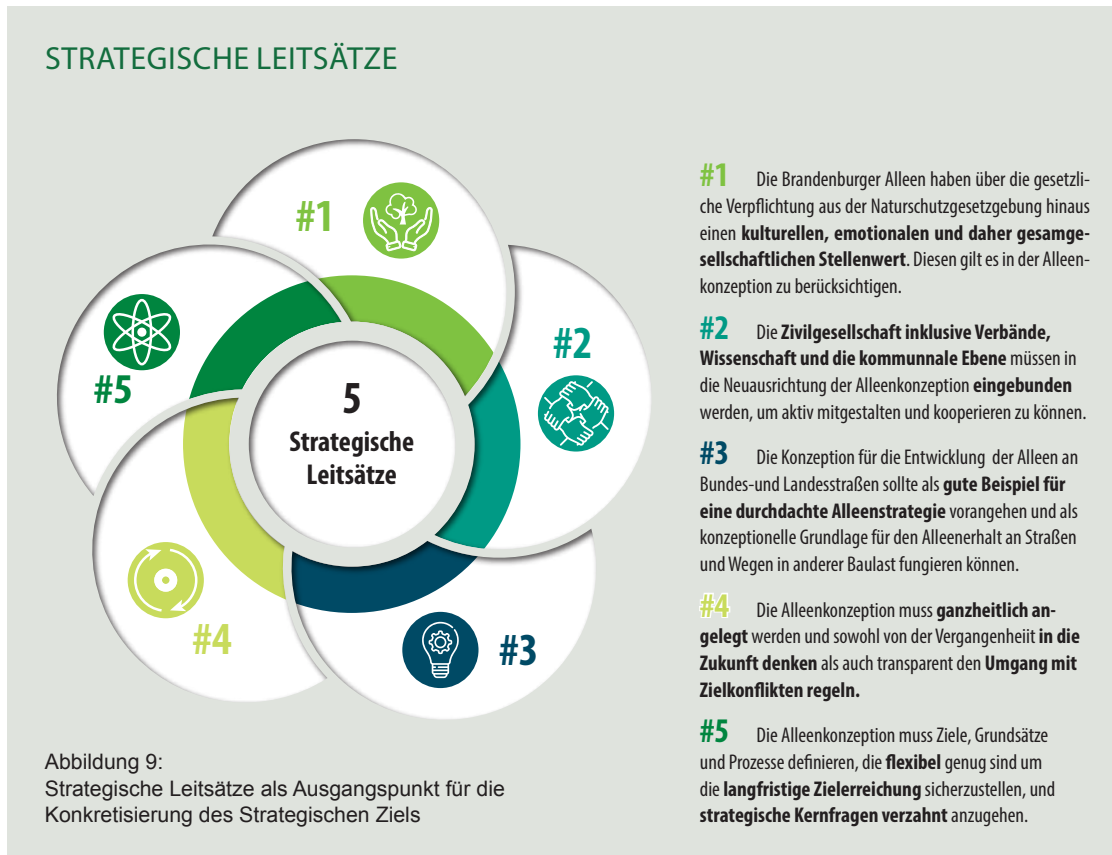 STRATEGISCHE LEITSÄTZE
#1
#2
#3
#4
#5
5
Strategische
Leitsätze
#1 Die Brandenburger Alleen haben über die gesetzli-
che Verpflichtung aus der Naturschutzgesetzgebung hinaus
einen kulturellen, emotionalen und daher gesamge-
sellschaftlichen Stellenwert. Diesen gilt es in der Alleen-
konzeption zu berücksichtigen.
#2 Die Zivilgesellschaft inklusive Verbände,
Wissenschaft und die kommunnale Ebene müssen in
die Neuausrichtung der Alleenkonzeption eingebunden
werden, um aktiv mitgestalten und kooperieren zu können.
#3 Die Konzeption für die Entwicklung der Alleen an
Bundes-und Landesstraßen sollte als gute Beispiel für
eine durchdachte Alleenstrategie vorangehen und als
konzeptionelle Grundlage für den Alleenerhalt an Straßen
und Wegen in anderer Baulast fungieren können.
#4 Die Alleenkonzeption muss ganzheitlich an-
gelegt werden und sowohl von der Vergangenheiit in die
Zukunft denken als auch transparent den Umgang mit
Zielkonflikten regeln.
#5 Die Alleenkonzeption muss Ziele, Grundsätze
und Prozesse definieren, die flexibel genug sind um
die langfristige Zielerreichung sicherzustellen, und
strategische Kernfragen verzahnt anzugehen.
Abbildung 9:
Strategische Leitsätze als Ausgangspunkt für die
Konkretisierung des Strategischen Ziels